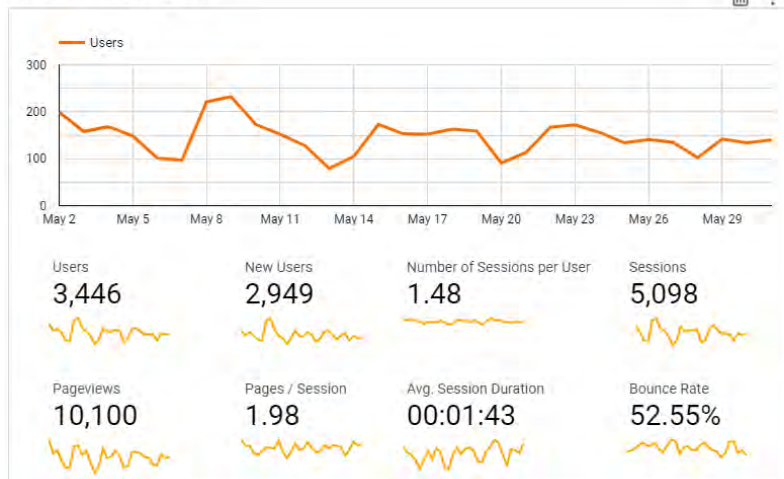 Users
300
200
100
0
May 2 May 5 May 8 May 11 May 14 May 17 May 20 May 23 May 26 May 29
Users New Users Number of Sessions per User Sessions
3,446 2,949 1.48 5,098
Pageviews Pages / Session Avg. Session Duration Bounce Rate
10,100 1.98 00:01:43 52.55%